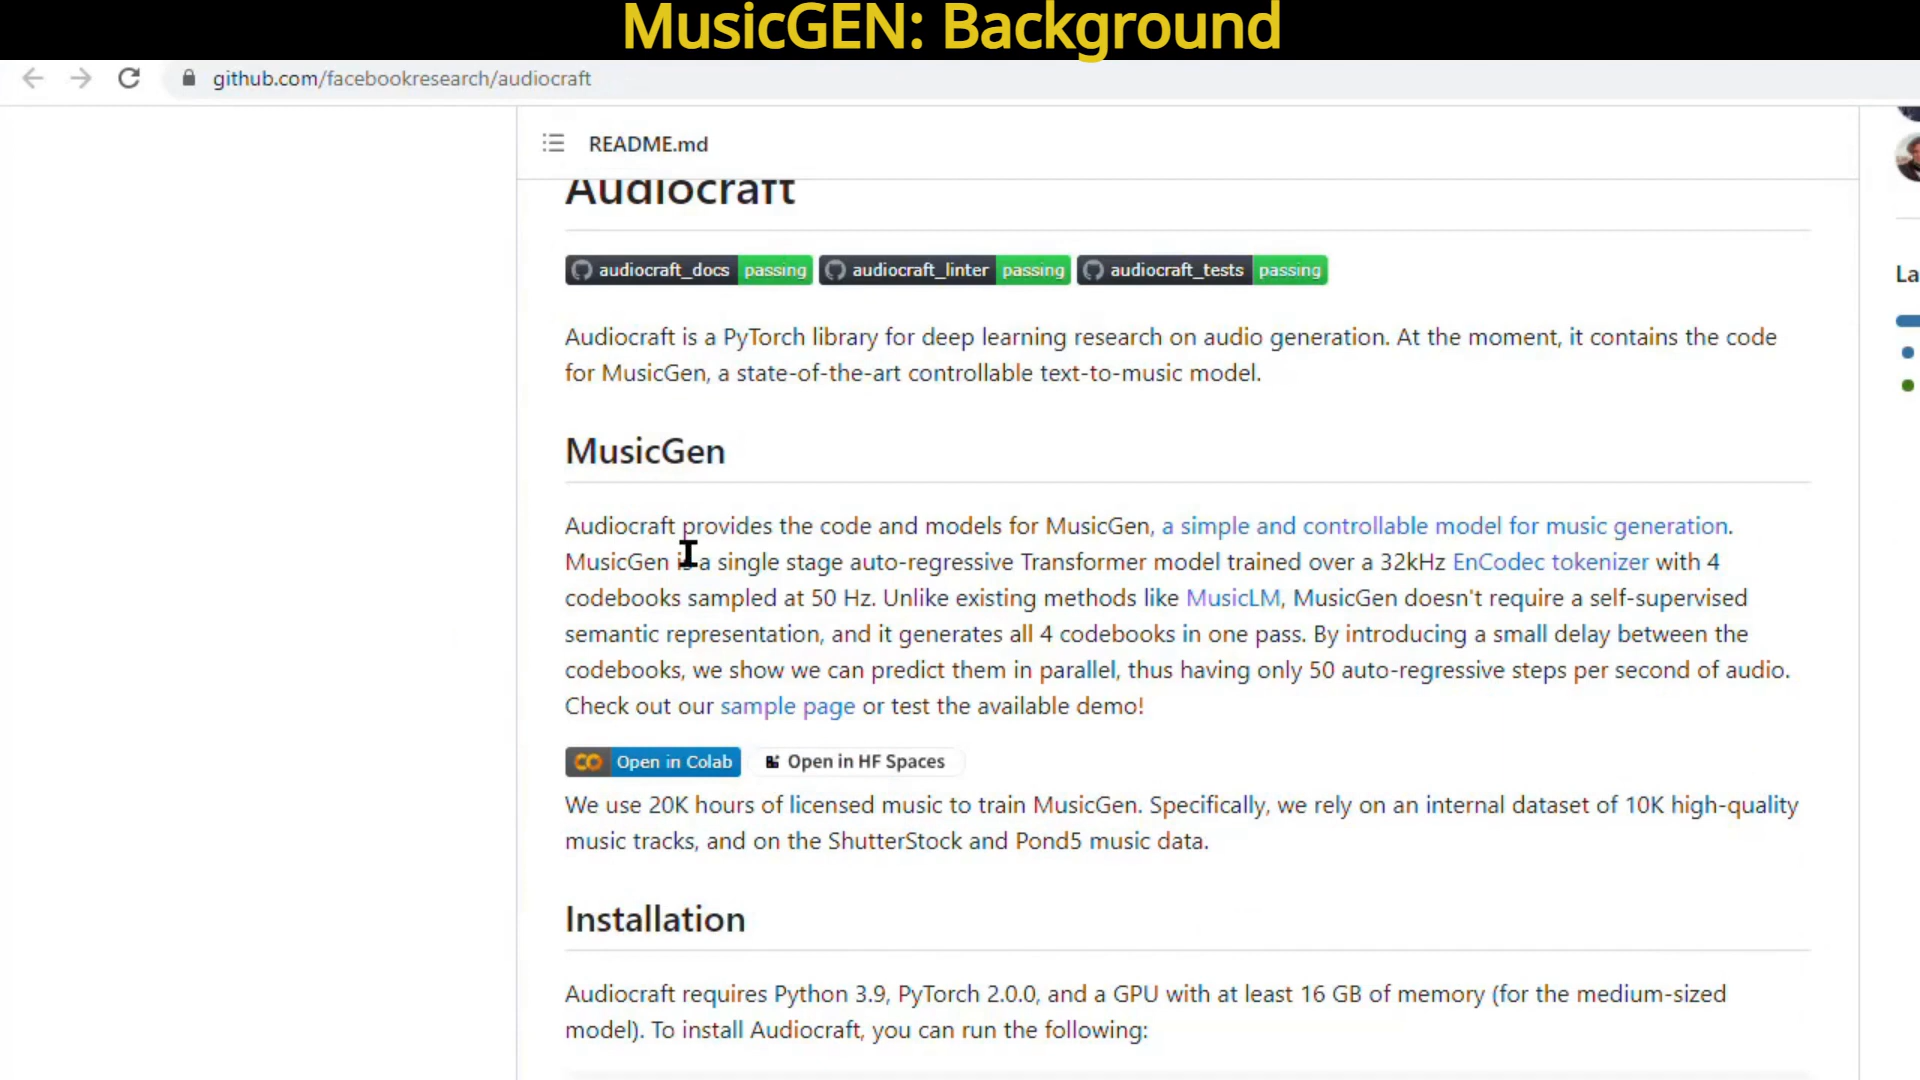 MusicGEN: Background
github.com/facebookresearch/audiocraft
README.md
Audiocraft
audiocraft_docs passing audiocraft_linter passing audiocraft_tests passing
Audiocraft is a PyTorch library for deep learning research on audio generation. At the moment, it contains the code
for MusicGen, a state-of-the-art controllable text-to-music model.
MusicGen
Audiocraft provides the code and models for MusicGen, a simple and controllable model for music generation.
MusicGen is a single stage auto-regressive Transformer model trained over a 32kHz EnCodec tokenizer with 4
codebooks sampled at 50 Hz. Unlike existing methods like MusicLM, MusicGen doesn't require a self-supervised
semantic representation, and it generates all 4 codebooks in one pass. By introducing a small delay between the
codebooks, we show we can predict them in parallel, thus having only 50 auto-regressive steps per second of audio.
Check out our sample page or test the available demo!
Open in Colab Open in HF Spaces
We use 20K hours of licensed music to train MusicGen. Specifically, we rely on an internal dataset of 10K high-quality
music tracks, and on the ShutterStock and Pond5 music data.
Installation
Audiocraft requires Python 3.9, PyTorch 2.0.0, and a GPU with at least 16 GB of memory (for the medium-sized
model). To install Audiocraft, you can run the following:
La